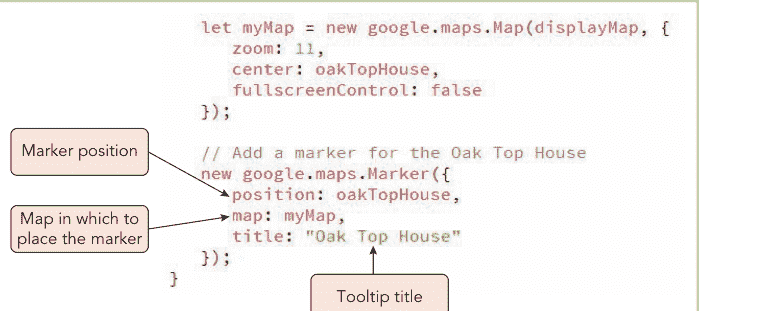 let myMap = new google.maps.Map(displayMap, {
zoom: 11,
center: oakTopHouse,
fullscreenControl: false
});
// Add a marker for the Oak Top House
new google.maps.Marker({
position: oakTopHouse,
map: myMap,
title: "Oak Top House"
});
}
Marker position
Map in which to
place the marker
Tooltip title